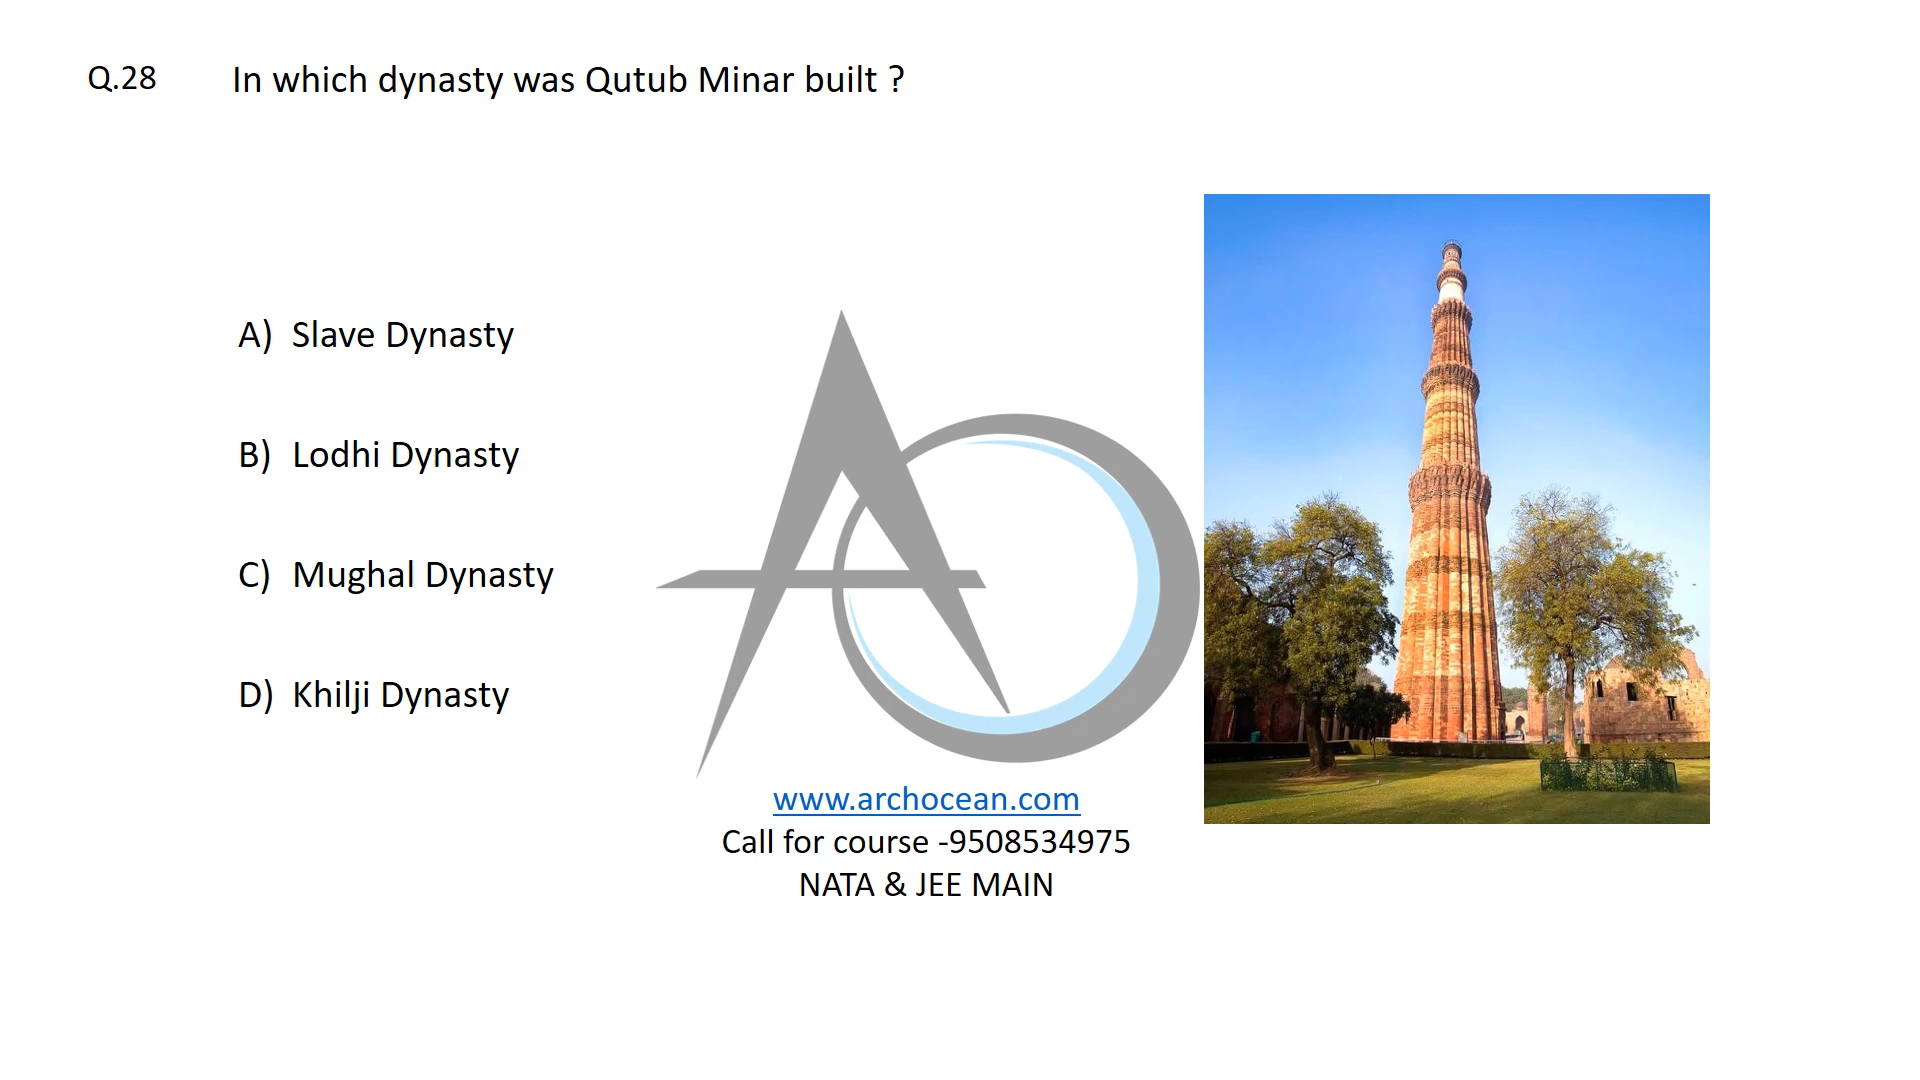 Q.28 In which dynasty was Qutub Minar built ?
A) Slave Dynasty
B) Lodhi Dynasty
C) Mughal Dynasty
D) Khilji Dynasty
www.archocean.com
Call for course -9508534975
NATA & JEE MAIN